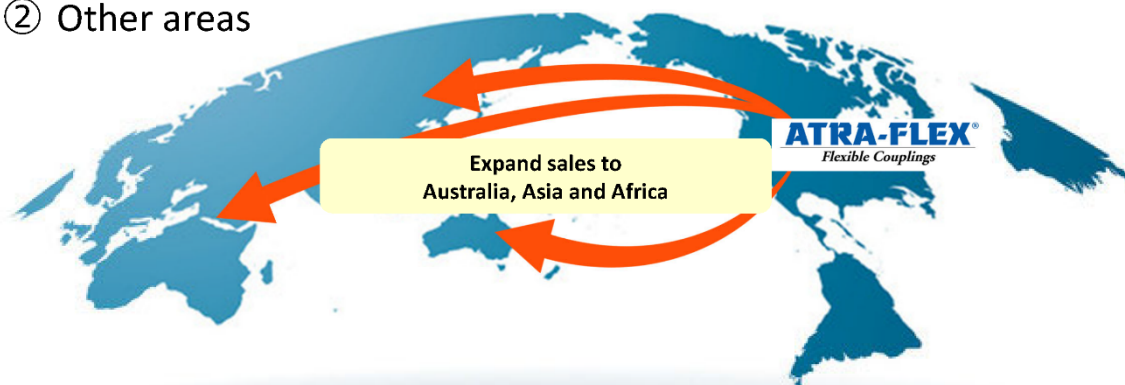 ② Other areas
ATRA-FLEX®
Flexible Couplings
Expand sales to
Australia, Asia and Africa